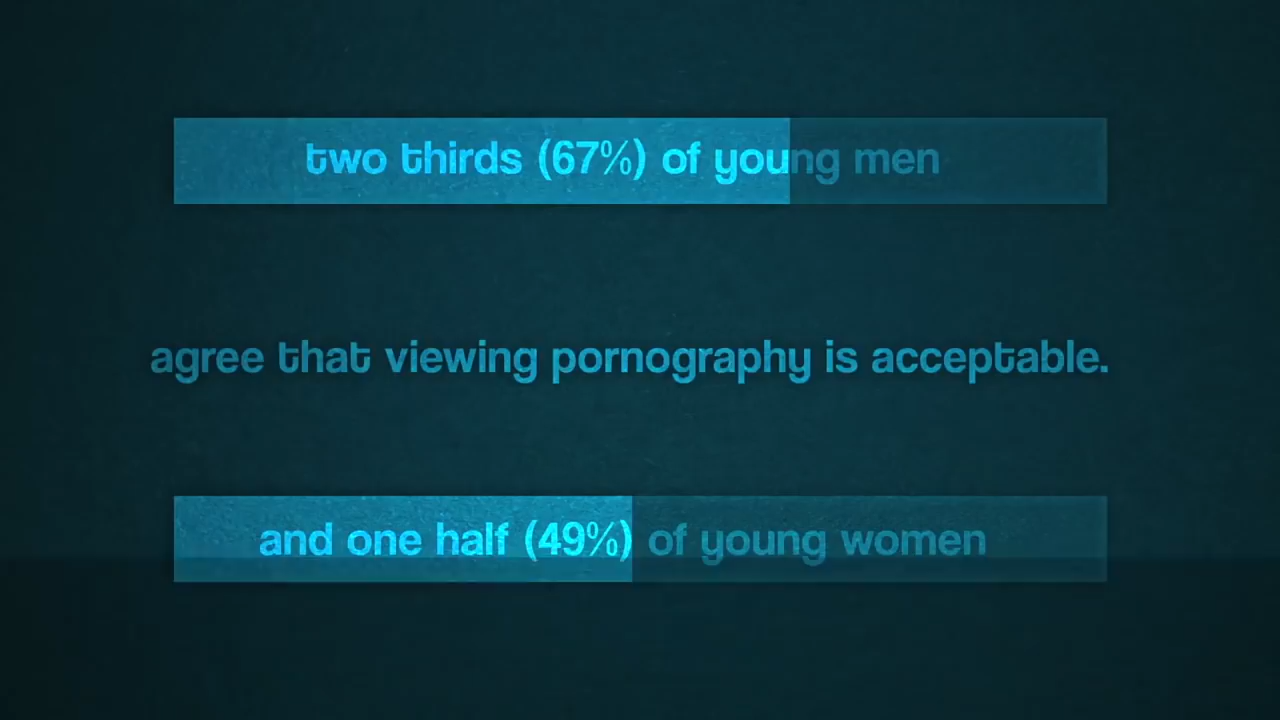 two thirds (67%) of young men
agree that viewing pornography is acceptable.
and one half (49%) of young women